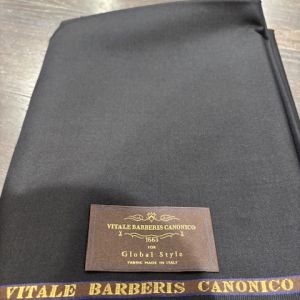 VITALE BARBERIS CANONICO
1663
FOR
Global Style
FABRIC MADE IN ITALY
VITALE BARBERIS CANONICO